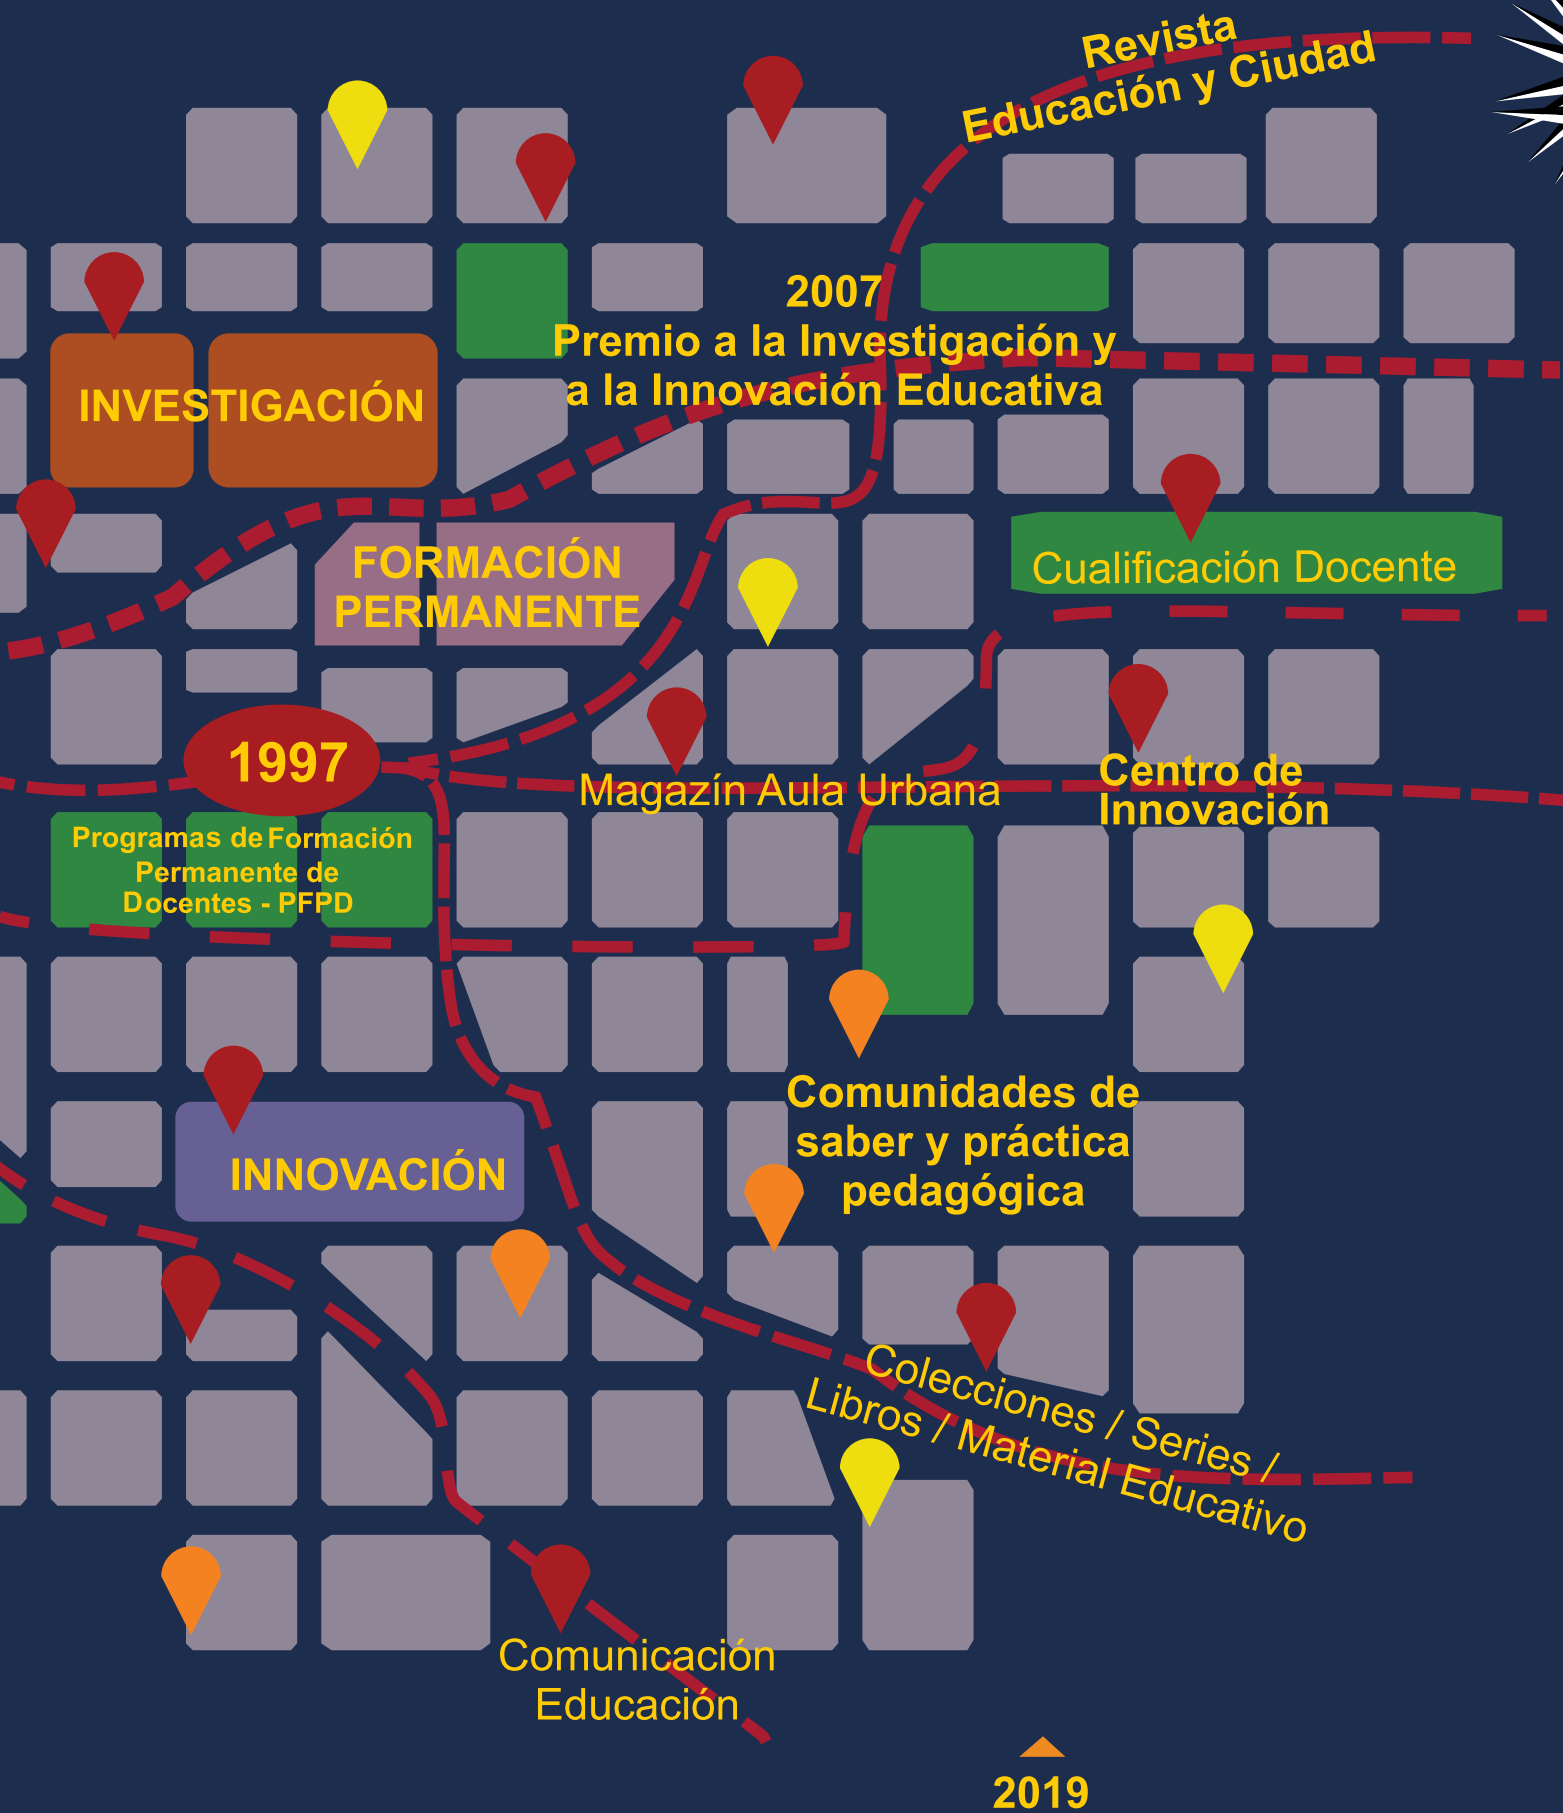 Revista
Educación y Ciudad
2007
Premio a la Investigación y
a la Innovación Educativa
INVESTIGACIÓN
FORMACIÓN
PERMANENTE
Cualificación Docente
1997
Magazín Aula Urbana
Centro de
Innovación
Programas de Formación
Permanente de
Docentes - PFPD
Comunidades de
saber y práctica
pedagógica
INNOVACIÓN
Colecciones / Series /
Libros / Material Educativo
Comunicación
Educación
2019